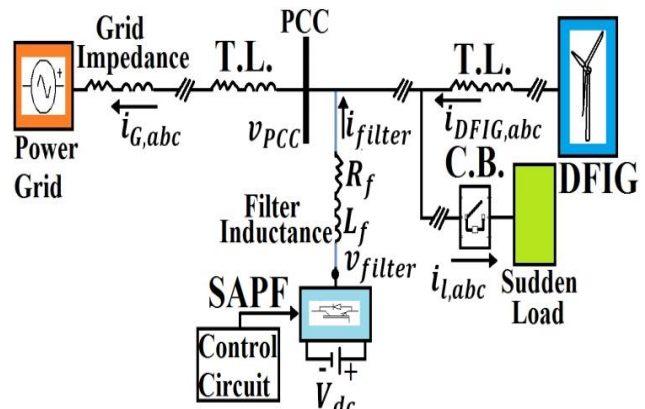 PCC
Grid
Impedance
T.L.
T.L.
+
i_{G,abc}
v_{PCC}
i_{filter}
i_{DFIG,abc}
Power
Grid
R_f
C.B.
DFIG
Filter
Inductance
L_f
v_{filter}
i_{l,abc}
Sudden
Load
SAPF
Control
Circuit
- +
V_{dc}